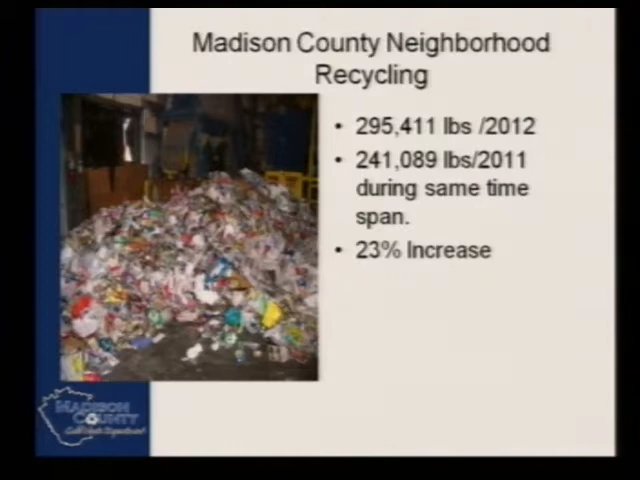 Madison County Neighborhood
Recycling
• 295,411 lbs /2012
• 241,089 lbs/2011
during same time
span.
• 23% Increase
MADISON
COUNTY